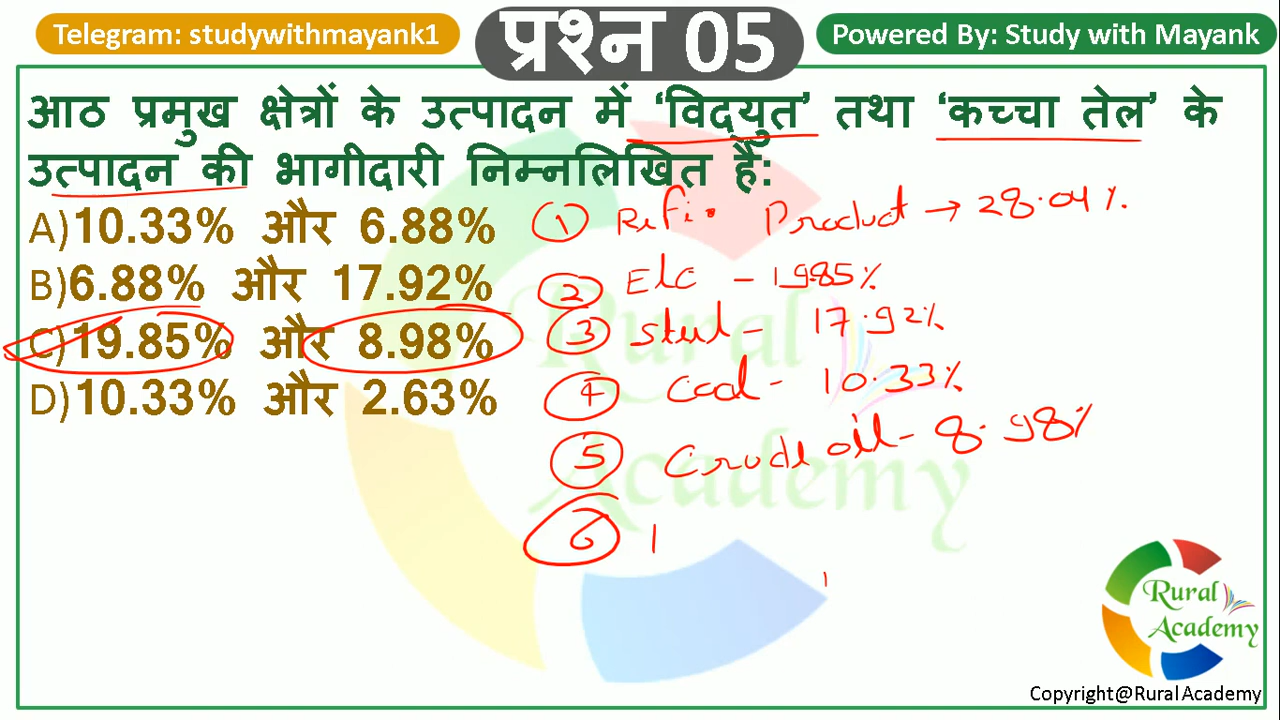 Telegram: studywithmayank1
प्रश्न 05
Powered By: Study with Mayank
आठ प्रमुख क्षेत्रों के उत्पादन में ‘विद्युत’ तथा ‘कच्चा तेल’ के
उत्पादन की भागीदारी निम्नलिखित है:
A)10.33% और 6.88%
B)6.88% और 17.92%
C)19.85% और 8.98%
D)10.33% और 2.63%
1 Refi. Product → 28.04%.
2 Elc - 19.85%
3 Steel - 17.92%
4 Coal - 10.33%
5 Crude oil - 8.98%
6
Rural
Academy
Rural
Academy
Copyright@Rural Academy